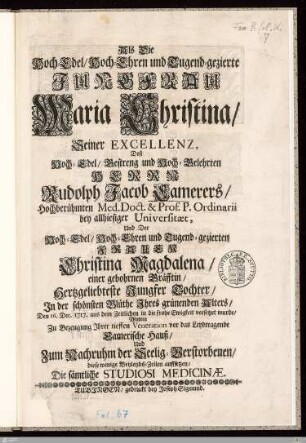 Als Die
Hoch-Edel/ Hoch-Ehren und Tugend-gezierte
JUNGFRAU
Maria Christina/
Seiner EXCELLENZ,
Deß
Hoch-Edel/ Bestreng und Hoch-Gelehrten
HERRN
Rudolph Jacob Camerers/
Hochberühmten Med. Doct. & Prof. P. Ordinarii
bey allhiesiger Universitæt,
Und Der
Hoch-Edel/ Hoch-Ehren und Tugend-gezierten
FRAUEN
Christina Magdalena/
einer gebohrnen Gräfftin/
Hertzgeliebteste Jungfer Tochter/
In der schönsten Blüthe Ihres grünenden Alters/
Den 16. Dec. 1717. aus dem Zeitlichen in die frohe Ewigkeit versetzet wurde/
Wolten
Zu Bezeugung Ihrer tieffen Veneration vor das Leydtragende
Camerische Hauß/
Und
Zum Nachruhm der Seelig-Verstorbenen/
diese wenige Zeilen auffsetzen/
Die sämtliche STUDIOSI MEDICINÆ.
TUBINGEN, gedruckt bey Joseph Sigmund.